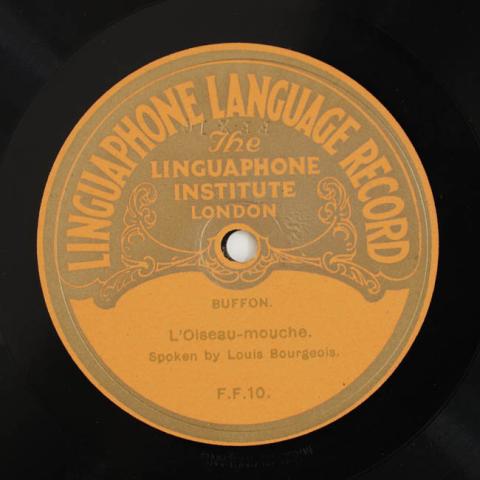 LINGUAPHONE LANGUAGE RECORD
The
LINGUAPHONE
INSTITUTE
LONDON
BUFFON.
L'Oiseau-mouche.
Spoken by Louis Bourgeois.
F.F.10.